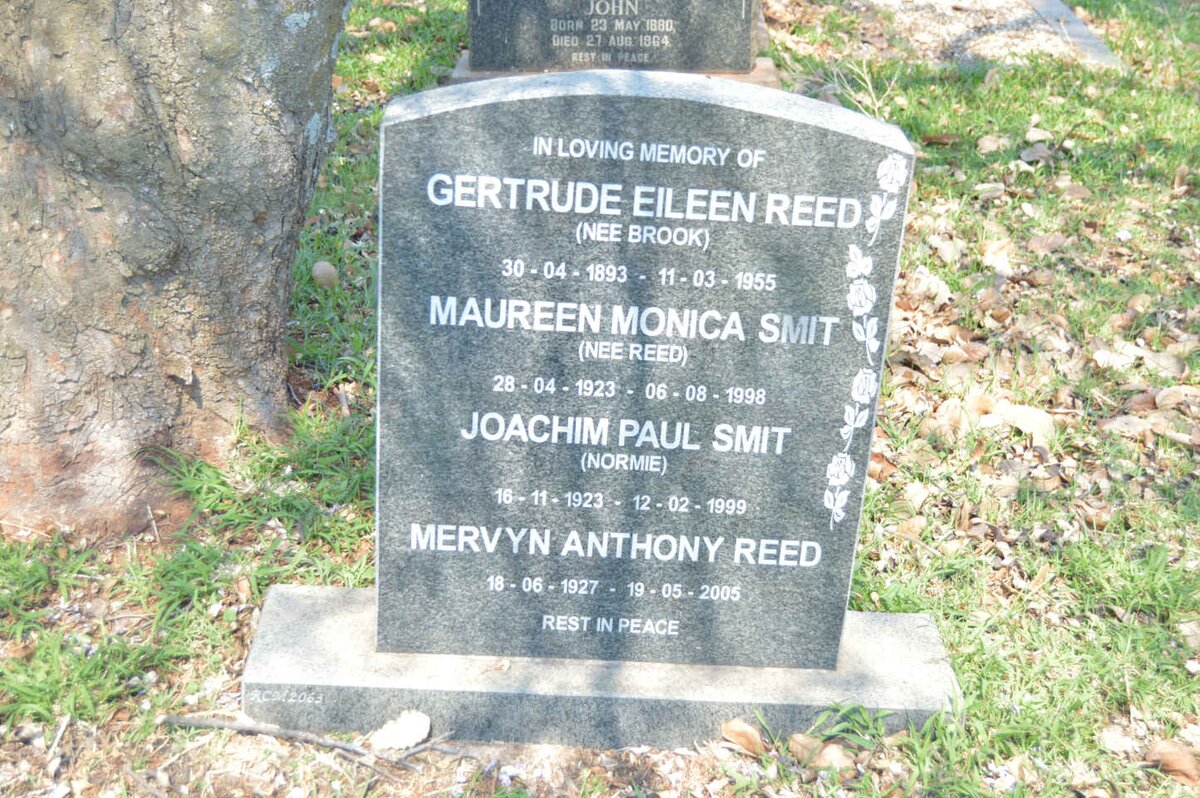 JOHN
BORN 23 MAY 1880,
DIED 27 AUG. 1964.
REST IN PEACE.
IN LOVING MEMORY OF
GERTRUDE EILEEN REED
(NEE BROOK)
30 - 04 - 1893 - 11 - 03 - 1955
MAUREEN MONICA SMIT
(NEE REED)
28 - 04 - 1923 - 06 - 08 - 1998
JOACHIM PAUL SMIT
(NORMIE)
16 - 11 - 1923 - 12 - 02 - 1999
MERVYN ANTHONY REED
18 - 06 - 1927 - 19 - 05 - 2005
REST IN PEACE